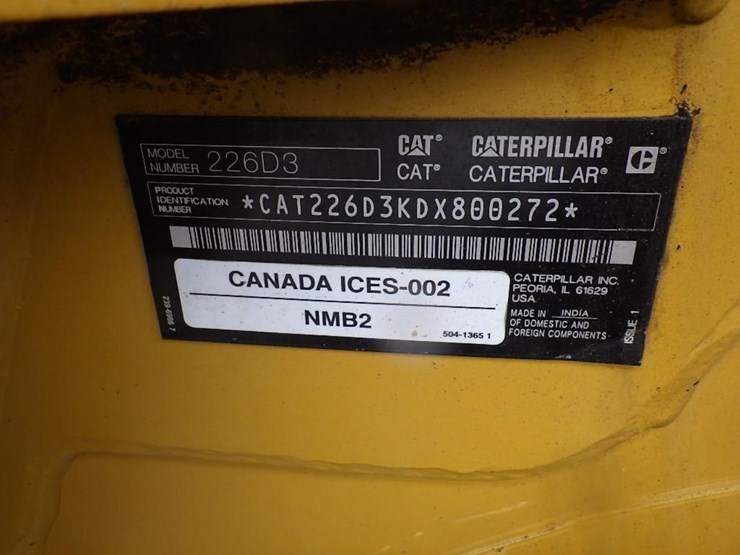 MODEL NUMBER 226D3
CAT® CATERPILLAR®
CAT® CATERPILLAR®
PRODUCT IDENTIFICATION NUMBER *CAT226D3KDX800272*
CANADA ICES-002
NMB2
504-1365 1
CATERPILLAR INC.
PEORIA, IL 61629
USA
MADE IN INDIA
OF DOMESTIC AND
FOREIGN COMPONENTS
ISSUE 1